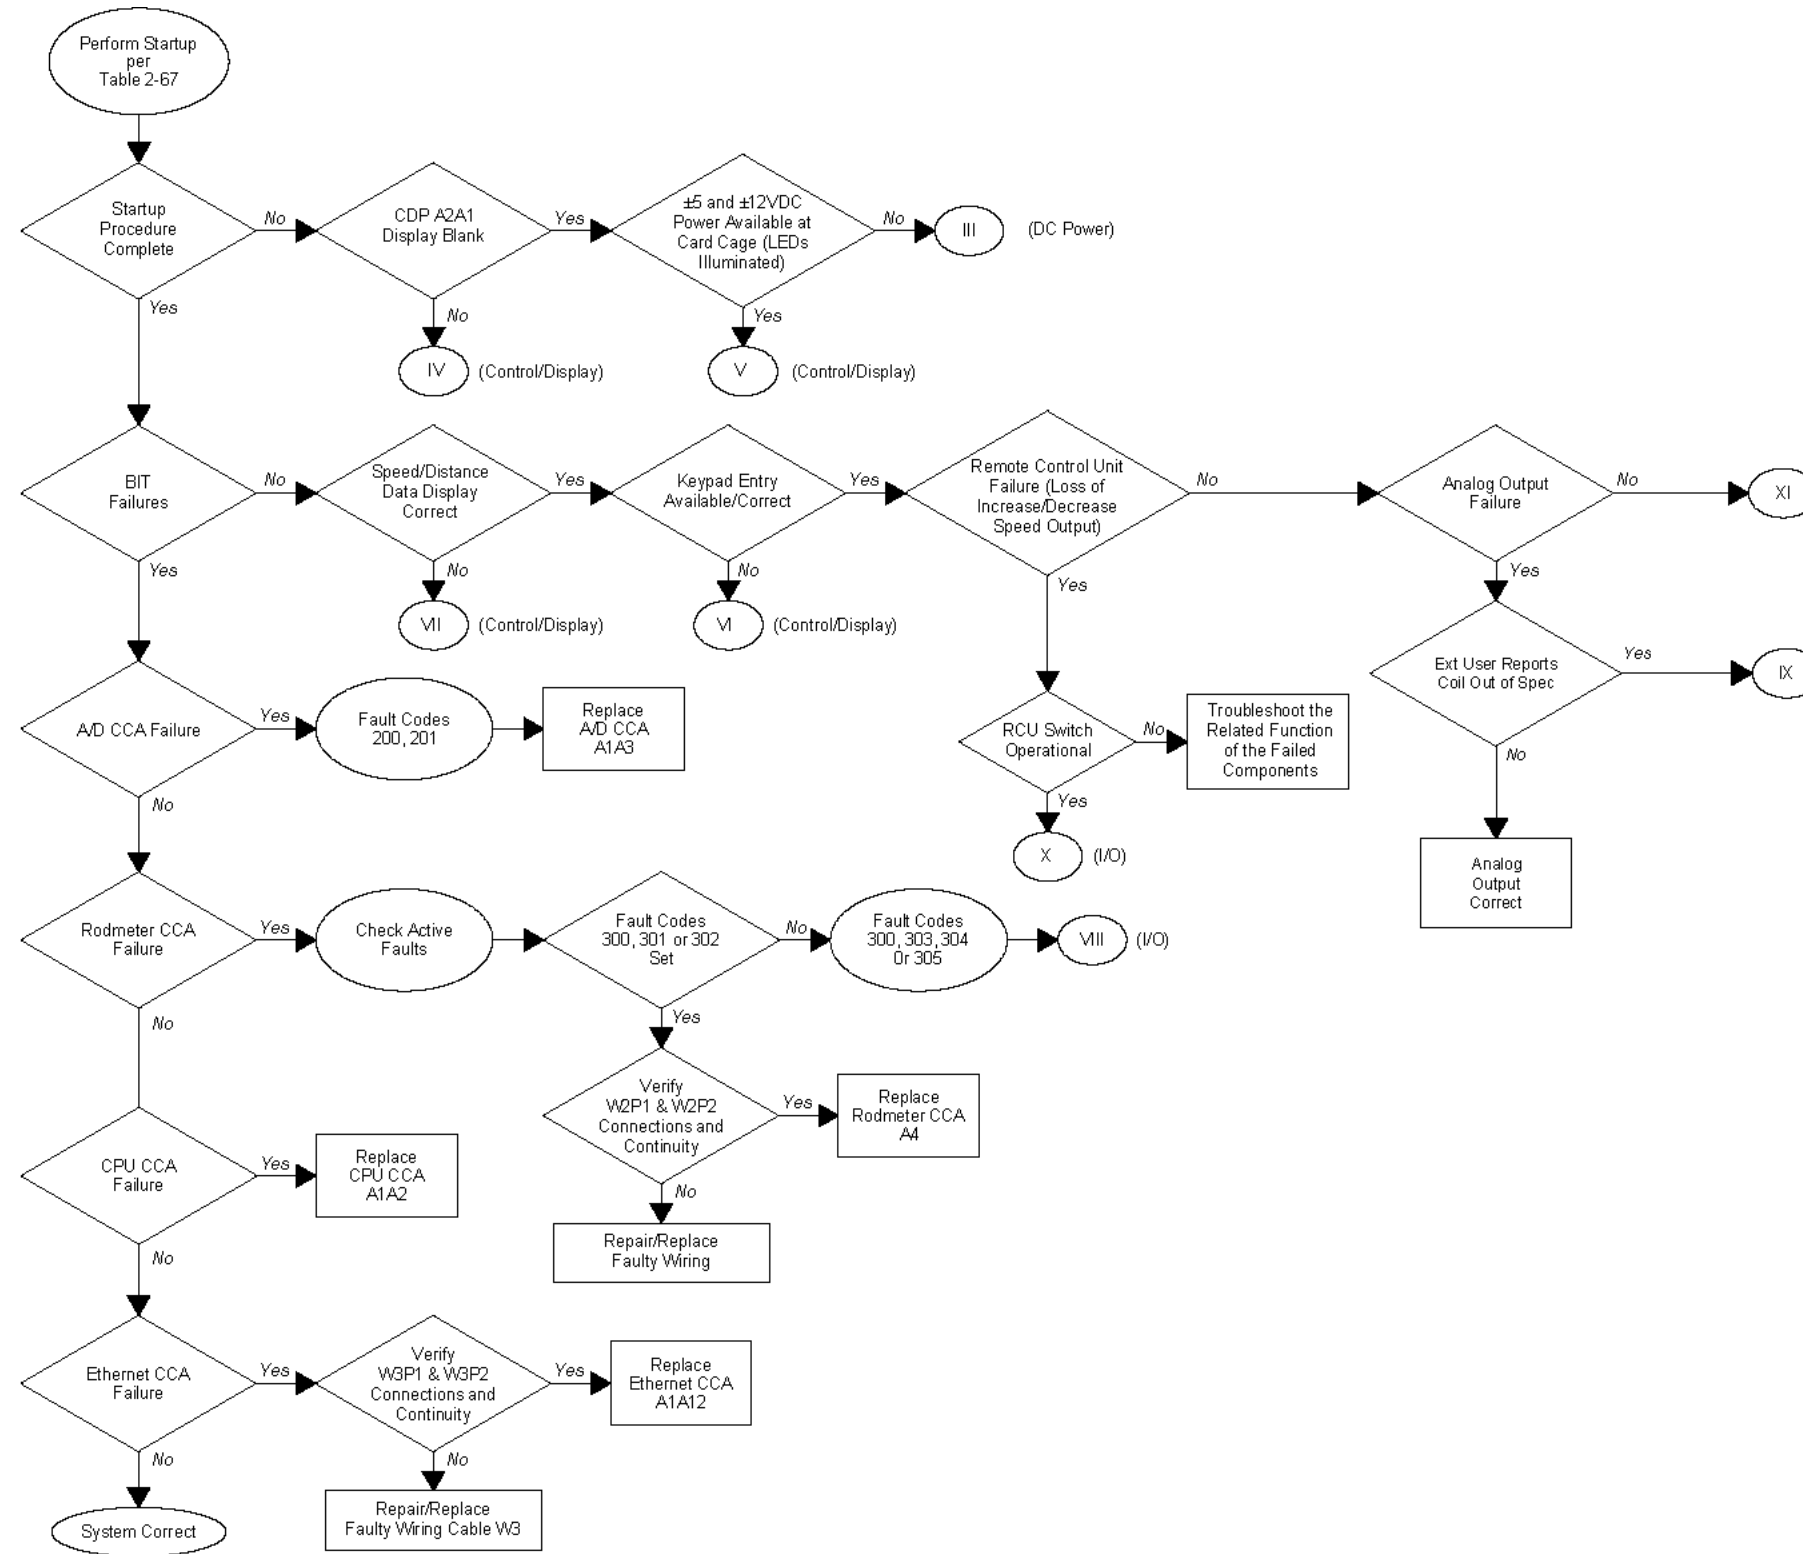 Perform Startup
per
Table 2-67
Startup
Procedure
Complete
No
CDP A2A1
Display Blank
Yes
±5 and ±12VDC
Power Available at
Card Cage (LEDs
Illuminated)
No
III
(DC Power)
Yes
No
Yes
IV
(Control/Display)
V
(Control/Display)
BIT
Failures
No
Speed/Distance
Data Display
Correct
Yes
Keypad Entry
Available/Correct
Yes
Remote Control Unit
Failure (Loss of
Increase/Decrease
Speed Output)
No
Analog Output
Failure
No
XI
Yes
No
No
Yes
Yes
VII
(Control/Display)
VI
(Control/Display)
Ext User Reports
Coil Out of Spec
Yes
IX
A/D CCA Failure
Yes
Fault Codes
200, 201
Replace
A/D CCA
A1A3
RCU Switch
Operational
No
Troubleshoot the
Related Function
of the Failed
Components
No
No
Yes
X
(I/O)
Analog
Output
Correct
Rodmeter CCA
Failure
Yes
Check Active
Faults
Fault Codes
300, 301 or 302
Set
No
Fault Codes
300, 303, 304
0r 305
VIII
(I/O)
No
Yes
Verify
W2P1 & W2P2
Connections and
Continuity
Yes
Replace
Rodmeter CCA
A4
CPU CCA
Failure
Yes
Replace
CPU CCA
A1A2
No
Repair/Replace
Faulty Wiring
No
Ethernet CCA
Failure
Yes
Verify
W3P1 & W3P2
Connections and
Continuity
Yes
Replace
Ethernet CCA
A1A12
No
No
System Correct
Repair/Replace
Faulty Wiring Cable W3